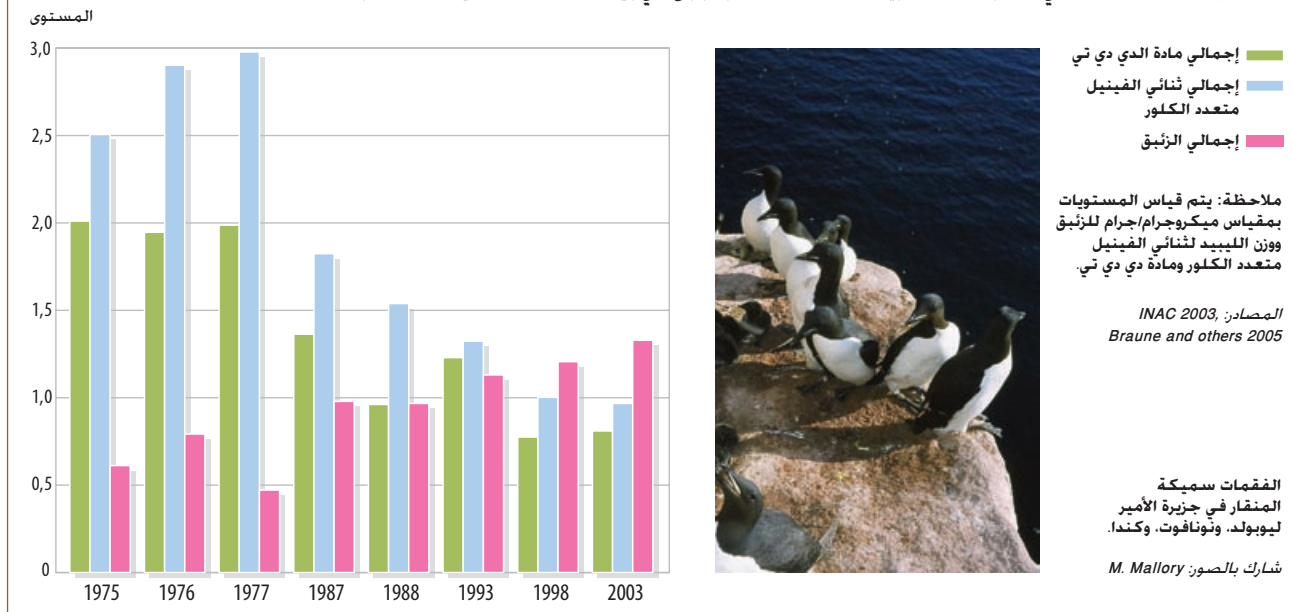 المستوى
3,0
2,5
2,0
1,5
1,0
0,5
0
1975 1976 1977 1987 1988 1993 1998 2003
إجمالي مادة الدي دي تي
إجمالي ثنائي الفينيل
متعدد الكلور
إجمالي الزئبق
ملاحظة: يتم قياس المستويات
بمقياس ميكروجرام/جرام للزئبق
ووزن الليبيد لثنائي الفينيل
متعدد الكلور ومادة دي دي تي.
المصادر: INAC 2003,
Braune and others 2005
الفقمات سميكة
المنقار في جزيرة الأمير
ليوبولد، ونونافوت، وكندا.
شارك بالصور: M. Mallory